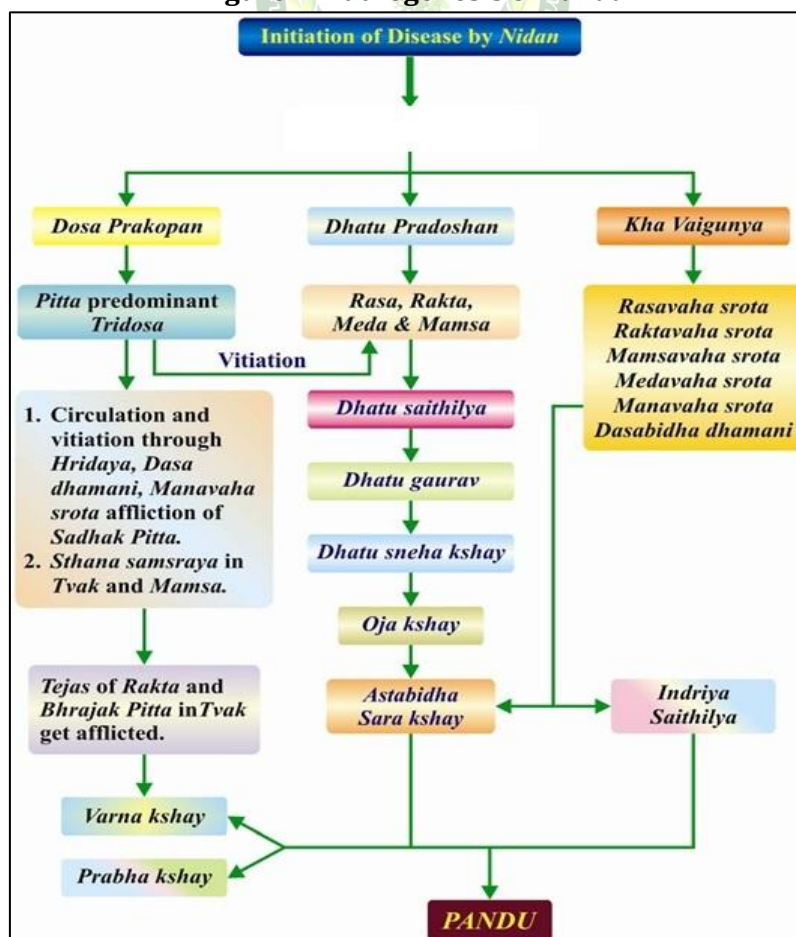 Initiation of Disease by Nidan
Dosa Prakopan
Dhatu Pradoshan
Kha Vaigunya
Pitta predominant
Tridosa
Rasa, Rakta,
Meda & Mamsa
Rasavaha srota
Raktavaha srota
Mamsavaha srota
Medavaha srota
Manavaha srota
Dasabidha dhamani
Vitiation
1. Circulation and
vitiation through
Hridaya, Dasa
dhamani, Manavaha
srota affliction of
Sadhak Pitta.
2. Sthana samsraya in
Tvak and Mamsa.
Dhatu saithilya
Dhatu gaurav
Dhatu sneha kshay
Oja kshay
Tejas of Rakta and
Bhrajak Pitta in Tvak
get afflicted.
Astabidha
Sara kshay
Indriya
Saithilya
Varna kshay
Prabha kshay
PANDU